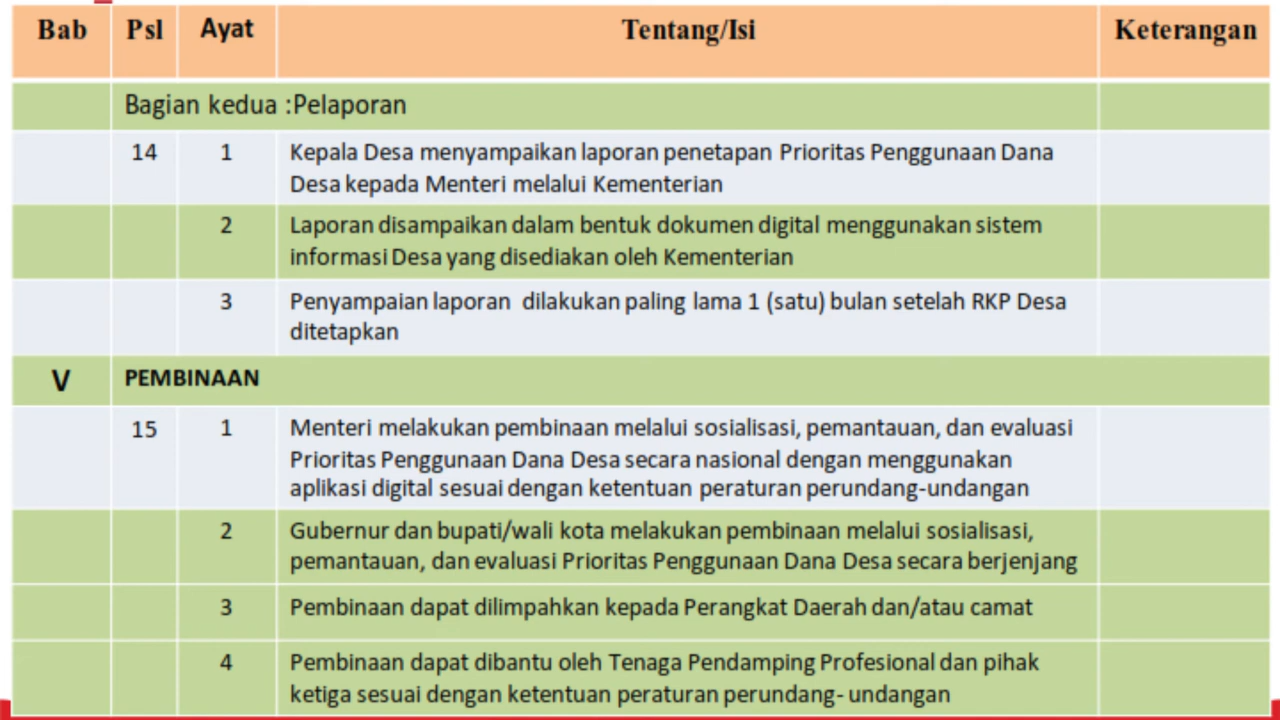 Bab Psl Ayat Tentang/Isi Keterangan
Bagian kedua :Pelaporan
14 1 Kepala Desa menyampaikan laporan penetapan Prioritas Penggunaan Dana
Desa kepada Menteri melalui Kementerian
2 Laporan disampaikan dalam bentuk dokumen digital menggunakan sistem
informasi Desa yang disediakan oleh Kementerian
3 Penyampaian laporan dilakukan paling lama 1 (satu) bulan setelah RKP Desa
ditetapkan
V PEMBINAAN
15 1 Menteri melakukan pembinaan melalui sosialisasi, pemantauan, dan evaluasi
Prioritas Penggunaan Dana Desa secara nasional dengan menggunakan
aplikasi digital sesuai dengan ketentuan peraturan perundang-undangan
2 Gubernur dan bupati/wali kota melakukan pembinaan melalui sosialisasi,
pemantauan, dan evaluasi Prioritas Penggunaan Dana Desa secara berjenjang
3 Pembinaan dapat dilimpahkan kepada Perangkat Daerah dan/atau camat
4 Pembinaan dapat dibantu oleh Tenaga Pendamping Profesional dan pihak
ketiga sesuai dengan ketentuan peraturan perundang- undangan